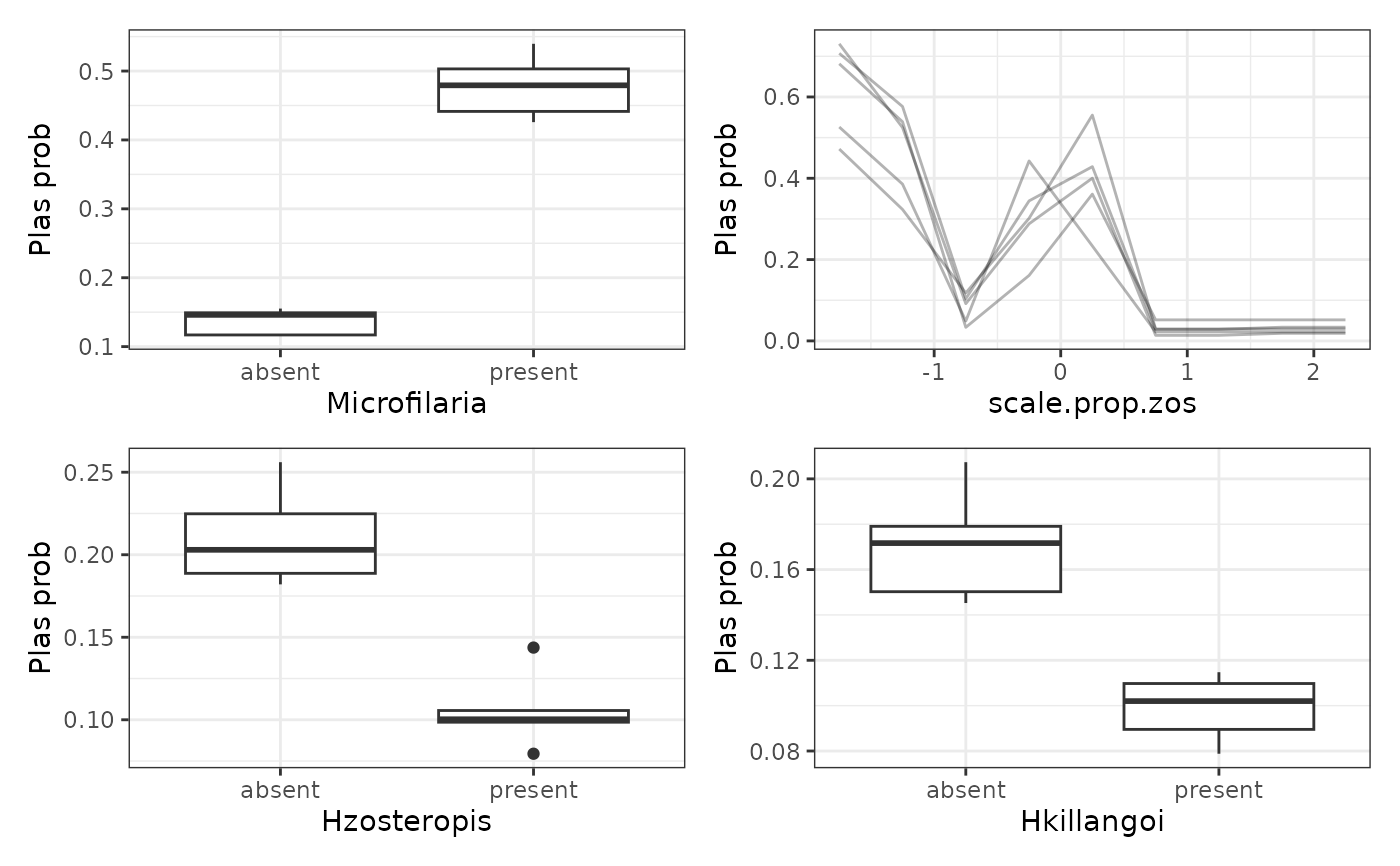 Plas prob
0.5
0.4
0.3
0.2
0.1
absent present
Microfilaria
Plas prob
0.6
0.4
0.2
0.0
-1 0 1 2
scale.prop.zos
Plas prob
0.25
0.20
0.15
0.10
absent present
Hzosteropis
Plas prob
0.20
0.16
0.12
0.08
absent present
Hkillangoi